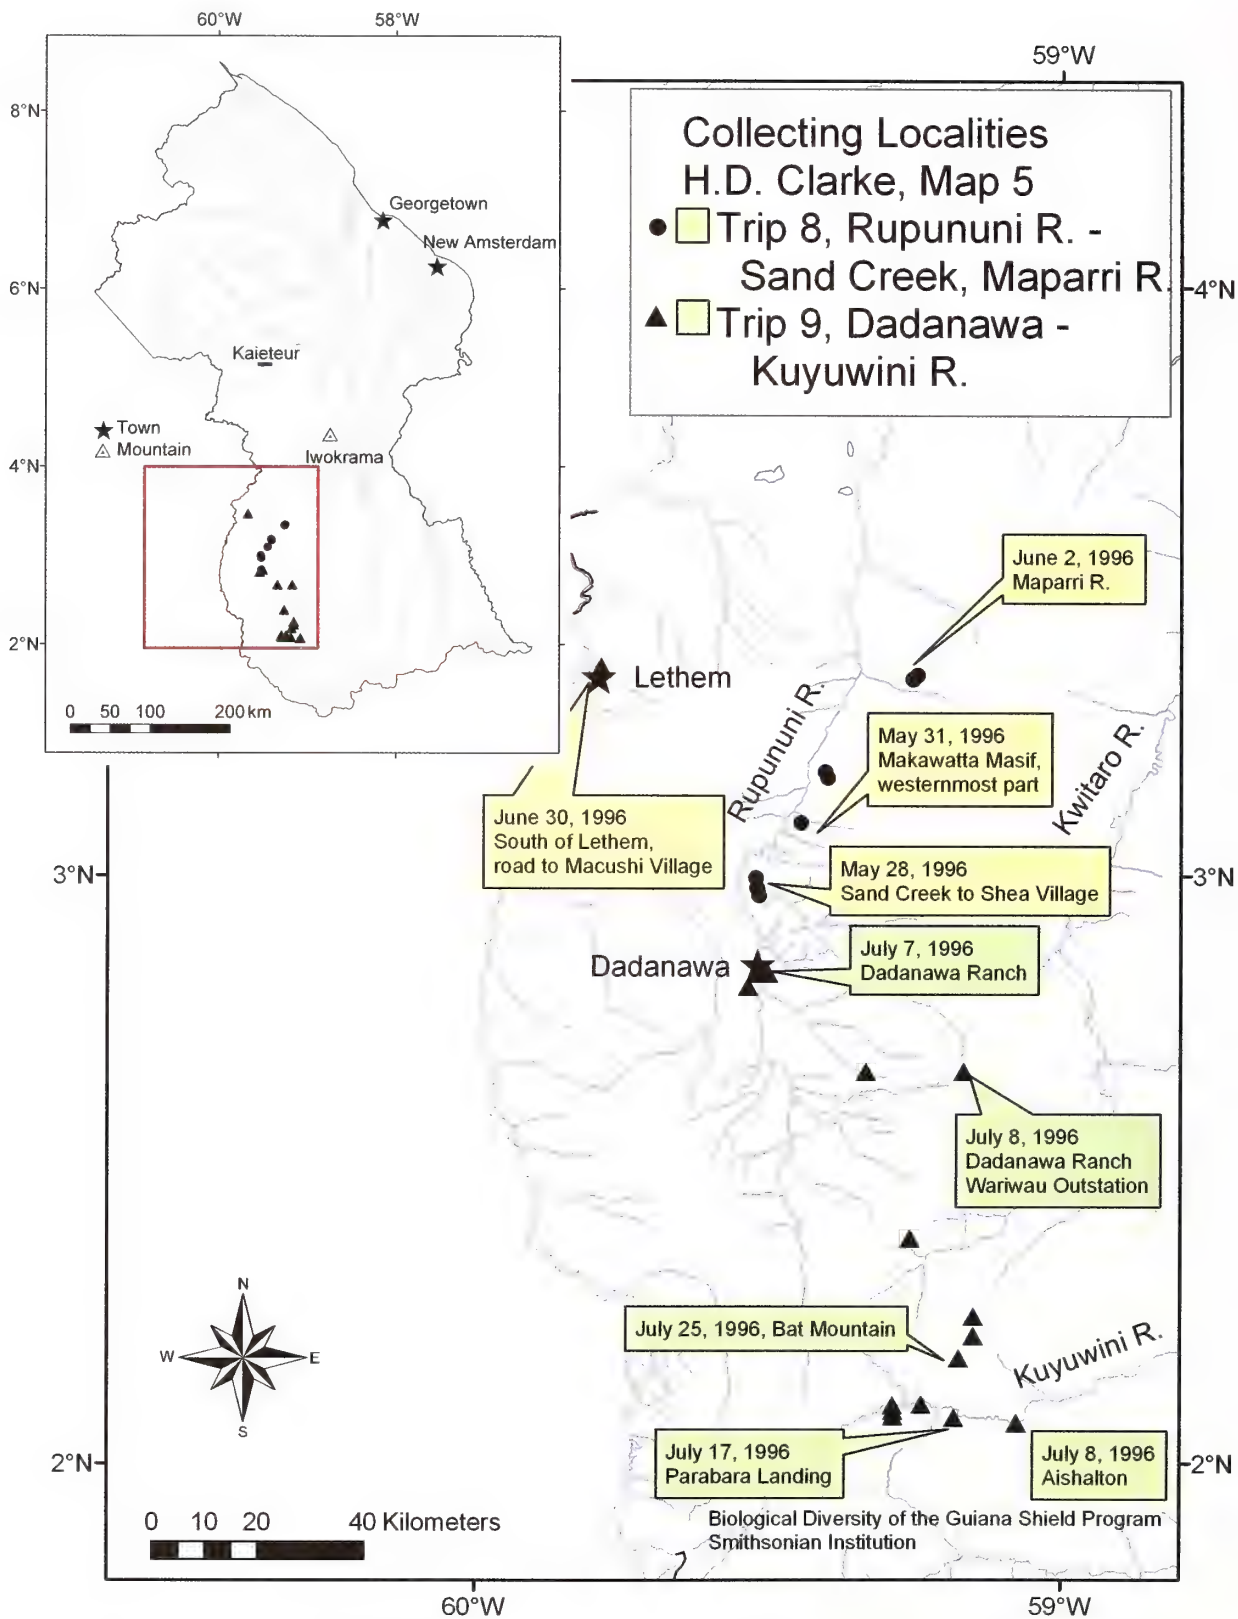 60°W
58°W
8°N
6°N
4°N
2°N
Georgetown
New Amsterdam
Kaieteur
Town
Mountain
Iwokrama
0 50 100 200 km
59°W
Collecting Localities
H.D. Clarke, Map 5
Trip 8, Rupununi R. -
Sand Creek, Maparri R.
Trip 9, Dadanawa -
Kuyuwini R.
4°N
June 2, 1996
Maparri R.
Lethem
Rupununi R.
May 31, 1996
Makawatta Masif,
westernmost part
Kwitaro R.
June 30, 1996
South of Lethem,
road to Macushi Village
3°N
May 28, 1996
Sand Creek to Shea Village
3°N
Dadanawa
July 7, 1996
Dadanawa Ranch
July 8, 1996
Dadanawa Ranch
Wariwau Outstation
N
W
E
S
July 25, 1996, Bat Mountain
Kuyuwini R.
July 17, 1996
Parabara Landing
July 8, 1996
Aishalton
2°N
2°N
0 10 20 40 Kilometers
Biological Diversity of the Guiana Shield Program
Smithsonian Institution
60°W
59°W